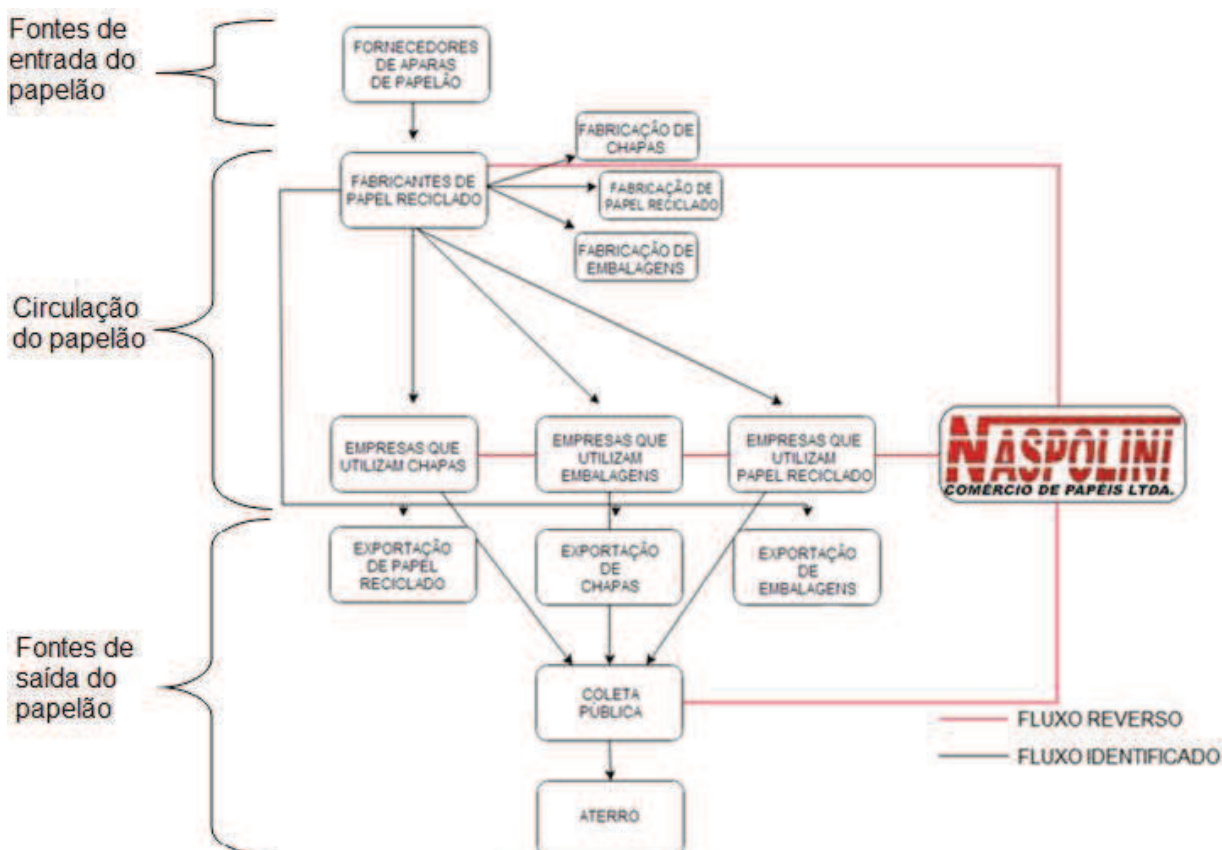 Fontes de
entrada do
papelão
FORNECEDORES
DE APARAS
DE PAPELÃO
FABRICAÇÃO DE
CHAPAS
FABRICANTES DE
PAPEL RECICLADO
FABRICAÇÃO DE
PAPEL RECICLADO
FABRICAÇÃO DE
EMBALAGENS
Circulação
do papelão
EMPRESAS QUE
UTILIZAM CHAPAS
EMPRESAS QUE
UTILIZAM
EMBALAGENS
EMPRESAS QUE
UTILIZAM
PAPEL RECICLADO
NASPOLINI
COMÉRCIO DE PAPÉIS LTDA.
EXPORTAÇÃO
DE PAPEL
RECICLADO
EXPORTAÇÃO
DE
CHAPAS
EXPORTAÇÃO
DE
EMBALAGENS
Fontes de
saída do
papelão
COLETA
PÚBLICA
FLUXO REVERSO
FLUXO IDENTIFICADO
ATERRO